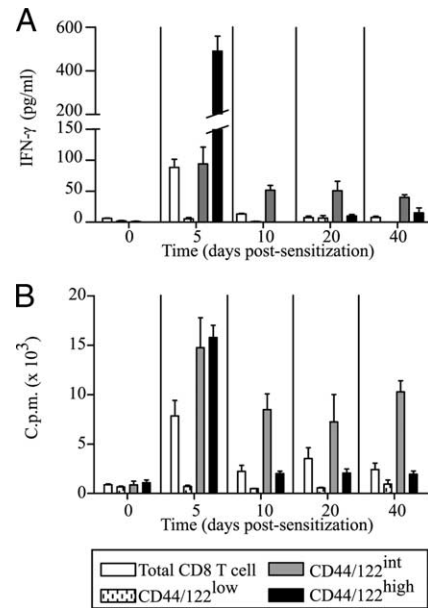 A
IFN-γ (pg/ml)
600
400
200
150
100
50
0
0 5 10 20 40
Time (days post-sensitization)
B
C.p.m. (x 10³)
20
15
10
5
0
0 5 10 20 40
Time (days post-sensitization)
Total CD8 T cell CD44/122int
CD44/122low CD44/122high